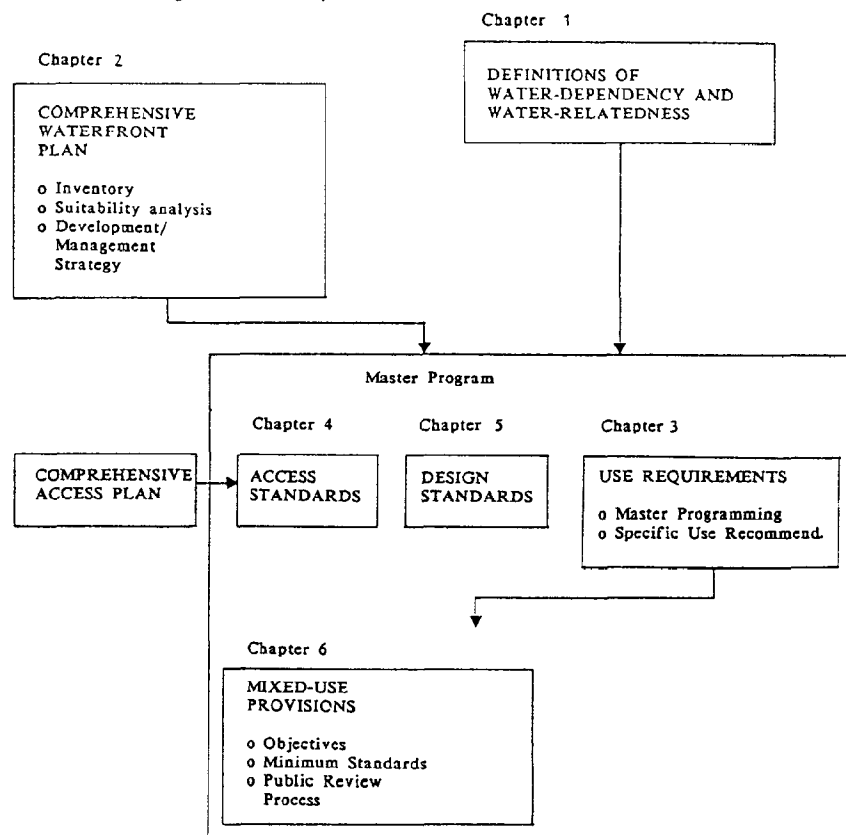 Chapter 1
Chapter 2
DEFINITIONS OF
WATER-DEPENDENCY AND
WATER-RELATEDNESS
COMPREHENSIVE
WATERFRONT
PLAN
o Inventory
o Suitability analysis
o Development/
Management
Strategy
Master Program
Chapter 4
Chapter 5
Chapter 3
COMPREHENSIVE
ACCESS PLAN
ACCESS
STANDARDS
DESIGN
STANDARDS
USE REQUIREMENTS
o Master Programming
o Specific Use Recommend.
Chapter 6
MIXED-USE
PROVISIONS
o Objectives
o Minimum Standards
o Public Review
Process